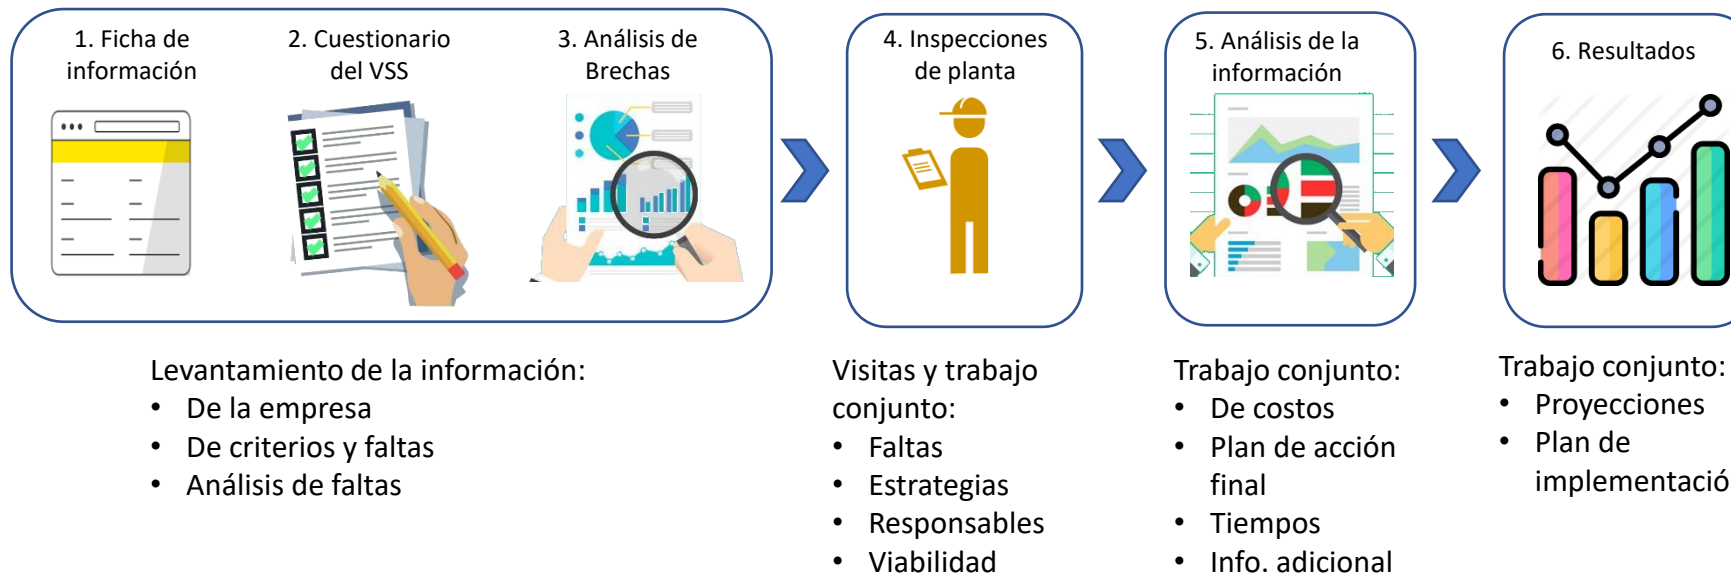 1. Ficha de
información
2. Cuestionario
del VSS
3. Análisis de
Brechas
4. Inspecciones
de planta
5. Análisis de la
información
6. Resultados
Levantamiento de la información:
• De la empresa
• De criterios y faltas
• Análisis de faltas
Visitas y trabajo
conjunto:
• Faltas
• Estrategias
• Responsables
• Viabilidad
Trabajo conjunto:
• De costos
• Plan de acción
final
• Tiempos
• Info. adicional
Trabajo conjunto:
• Proyecciones
• Plan de
implementació